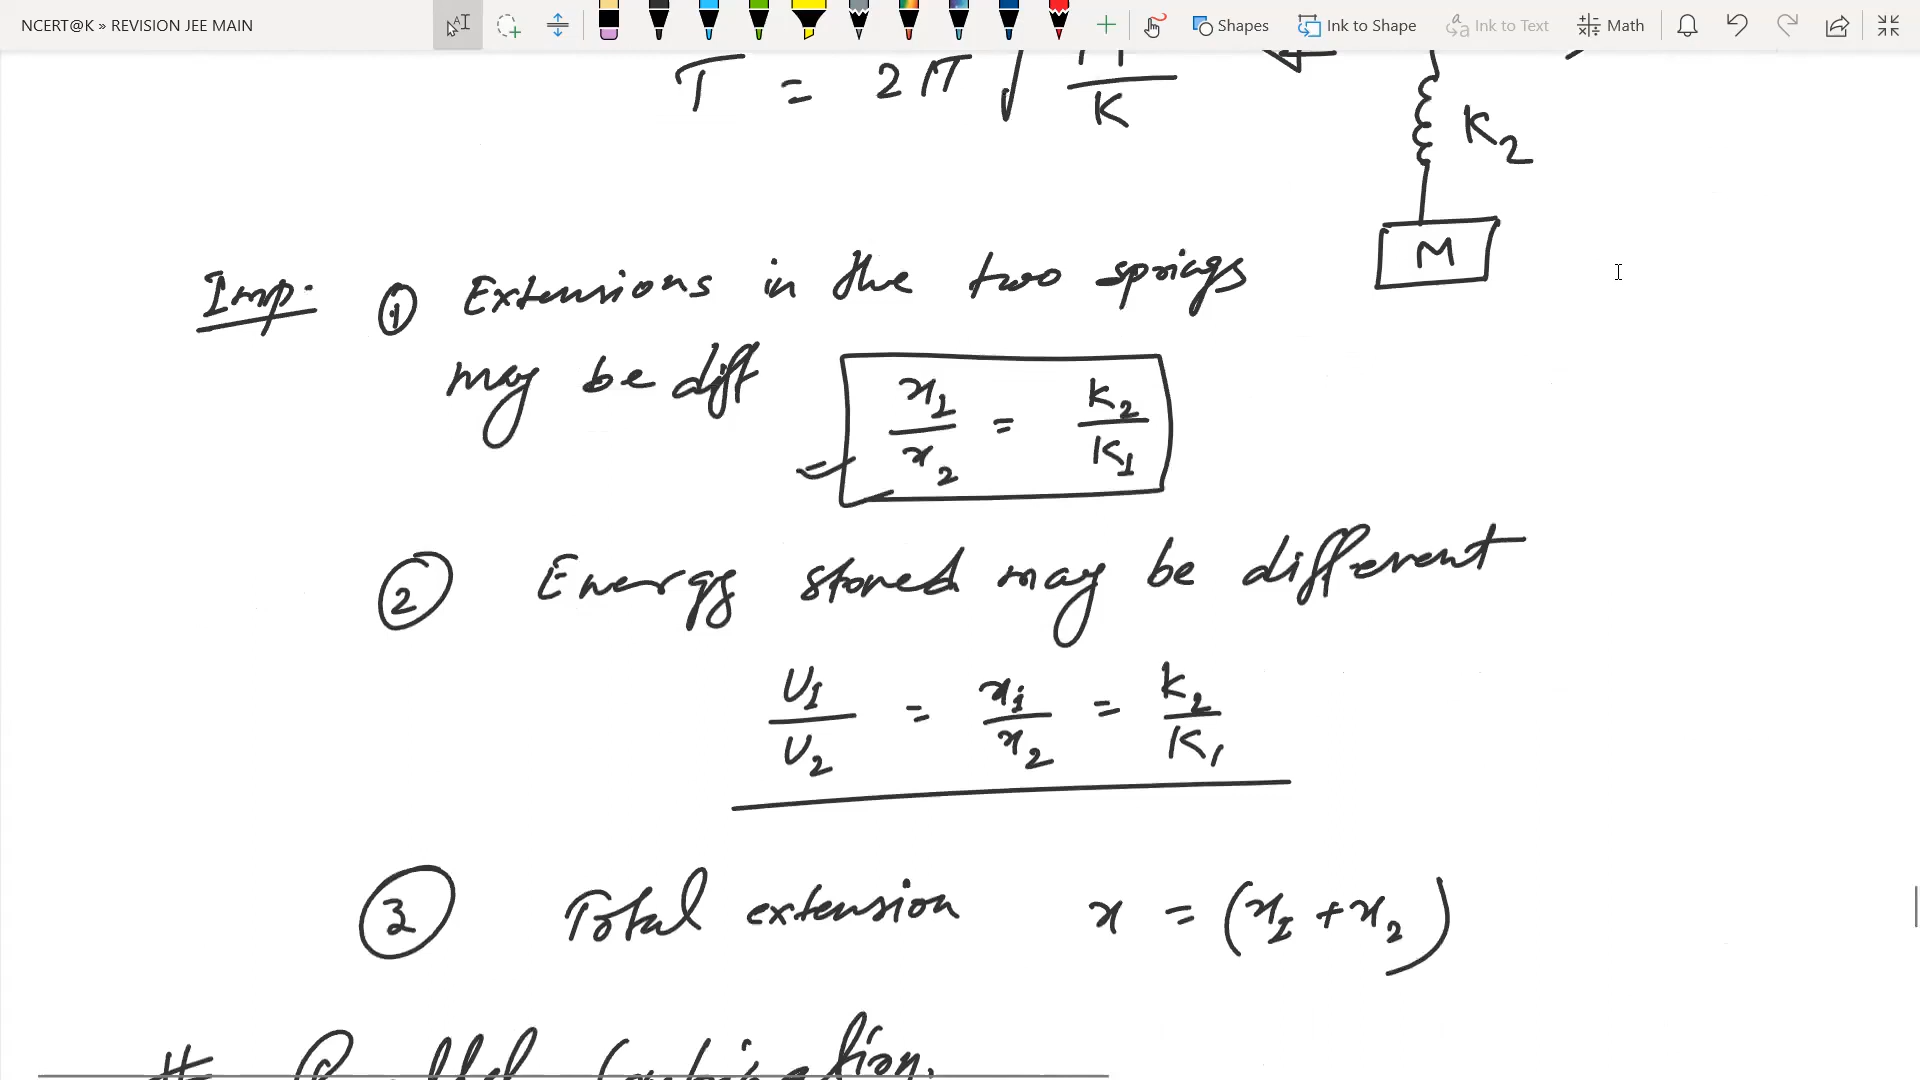 NCERT@K » REVISION JEE MAIN
Shapes Ink to Shape Ink to Text Math
T = 2π √ M/K
K2
M
Imp. ① Extensions in the two springs
may be diff x1/x2 = K2/K1
② Energy stored may be different
U1/U2 = x1/x2 = K2/K1
③ Total extension x = (x1 + x2)
# Parallel Combination.